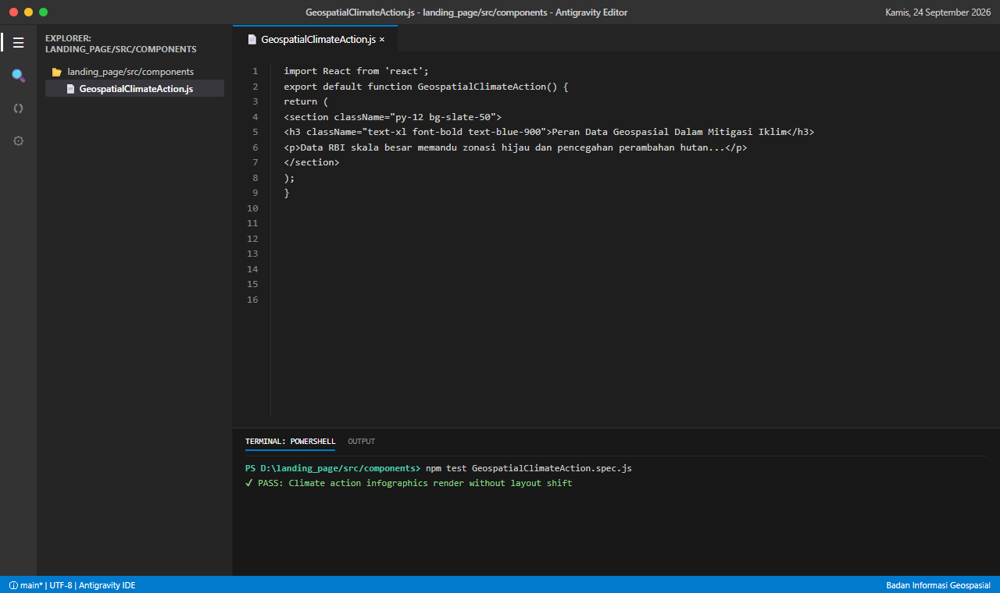 GeospatialClimateAction.js - landing_page/src/components - Antigravity Editor
Kamis, 24 September 2026
EXPLORER:
LANDING_PAGE/SRC/COMPONENTS
landing_page/src/components
GeospatialClimateAction.js
GeospatialClimateAction.js ×
1 import React from 'react';
2 export default function GeospatialClimateAction() {
3 return (
4 <section className="py-12 bg-slate-50">
5 <h3 className="text-xl font-bold text-blue-900">Peran Data Geospasial Dalam Mitigasi Iklim</h3>
6 <p>Data RBI skala besar memandu zonasi hijau dan pencegahan perambahan hutan...</p>
7 </section>
8 );
9 }
10
11
12
13
14
15
16
TERMINAL: POWERSHELL OUTPUT
PS D:\landing_page/src/components> npm test GeospatialClimateAction.spec.js
✓ PASS: Climate action infographics render without layout shift
ⓘ main* | UTF-8 | Antigravity IDE
Badan Informasi Geospasial